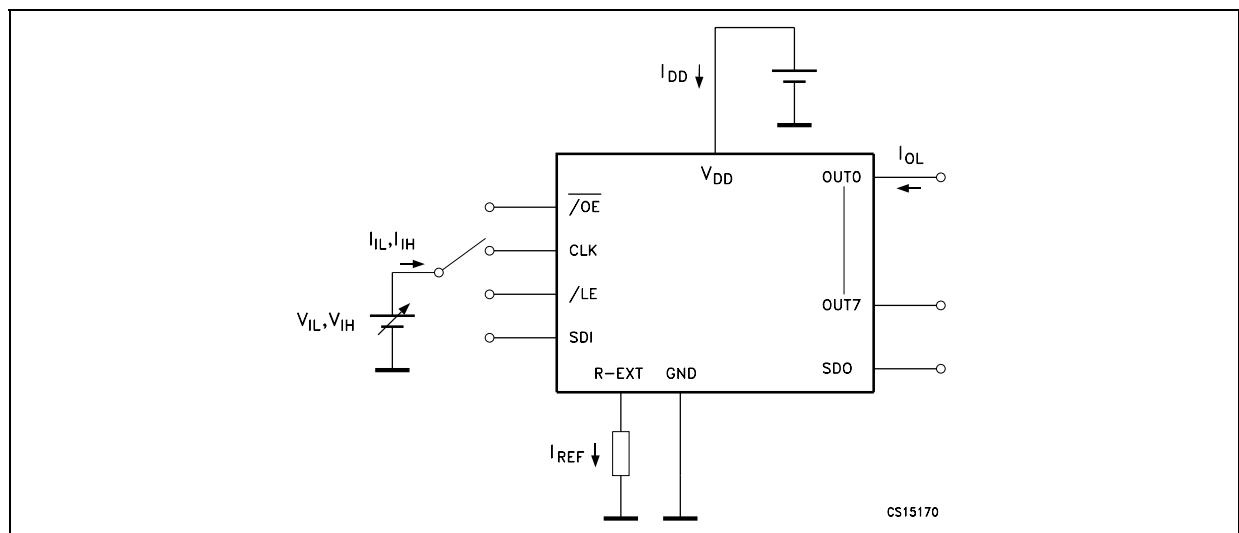 I_DD
V_DD
I_OL
OUT0
/OE
I_IL,I_IH
CLK
/LE
V_IL,V_IH
OUT7
SDI
SDO
R-EXT GND
I_REF
CS15170